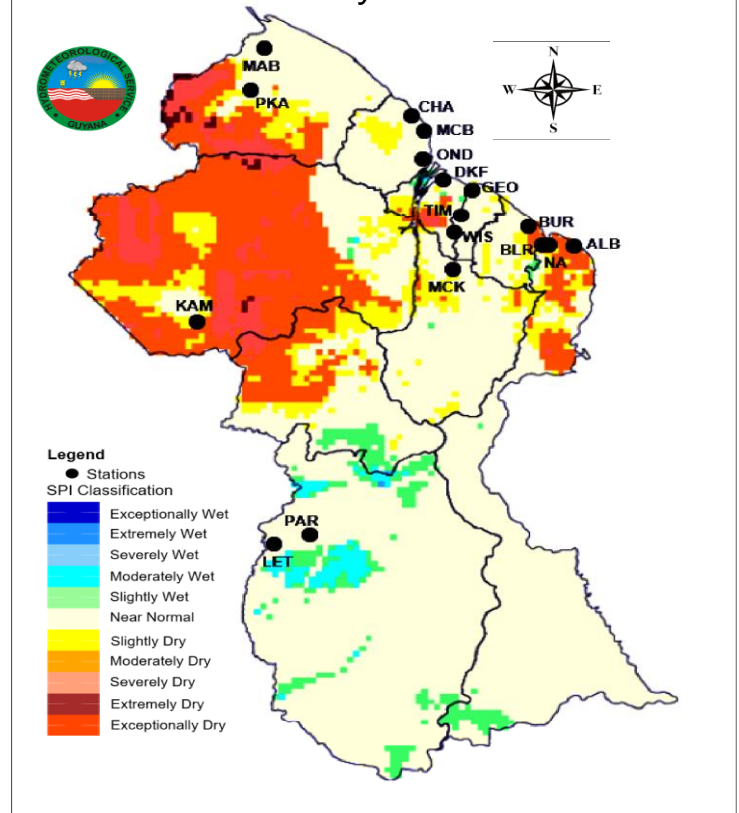 HYDROMETEOROLOGICAL SERVICE
GUYANA
N
W
E
S
MAB
PKA
CHA
MCB
OND
DKF
GEO
TIM
WIS
BUR
BLR
NA
ALB
MCK
KAM
PAR
LET
Legend
Stations
SPI Classification
Exceptionally Wet
Extremely Wet
Severely Wet
Moderately Wet
Slightly Wet
Near Normal
Slightly Dry
Moderately Dry
Severely Dry
Extremely Dry
Exceptionally Dry